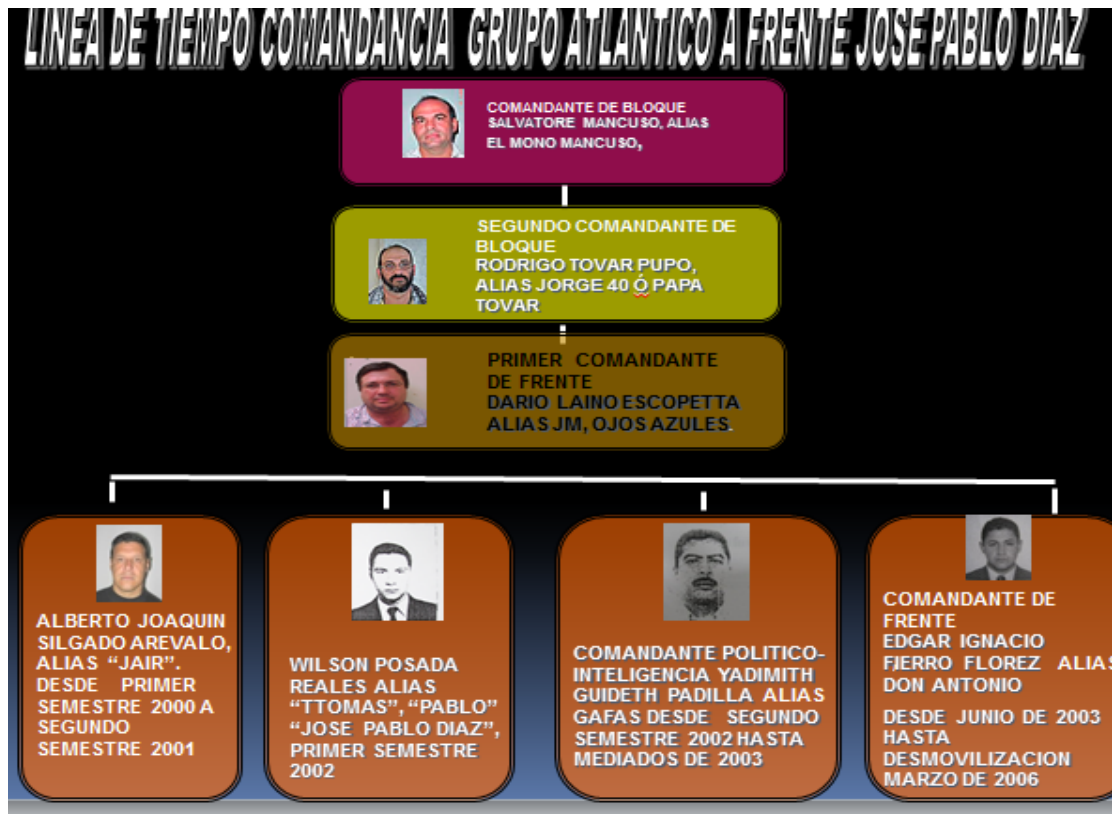 LINEA DE TIEMPO COMANDANCIA GRUPO ATLANTICO A FRENTE JOSE PABLO DIAZ
COMANDANTE DE BLOQUE
SALVATORE MANCUSO, ALIAS
EL MONO MANCUSO,
SEGUNDO COMANDANTE DE
BLOQUE
RODRIGO TOVAR PUPO,
ALIAS JORGE 40 Ó PAPA
TOVAR
PRIMER COMANDANTE
DE FRENTE
DARIO LAINO ESCOPETTA
ALIAS JM, OJOS AZULES.
ALBERTO JOAQUIN
SILGADO AREVALO,
ALIAS “JAIR”.
DESDE PRIMER
SEMESTRE 2000 A
SEGUNDO
SEMESTRE 2001
WILSON POSADA
REALES ALIAS
“TTOMAS”, “PABLO”
“JOSE PABLO DIAZ”,
PRIMER SEMESTRE
2002
COMANDANTE POLITICO-
INTELIGENCIA YADIMITH
GUIDETH PADILLA ALIAS
GAFAS DESDE SEGUNDO
SEMESTRE 2002 HASTA
MEDIADOS DE 2003
COMANDANTE DE
FRENTE
EDGAR IGNACIO
FJERRO FLOREZ ALIAS
DON ANTONIO
DESDE JUNIO DE 2003
HASTA
DESMOVILIZACION
MARZO DE 2006